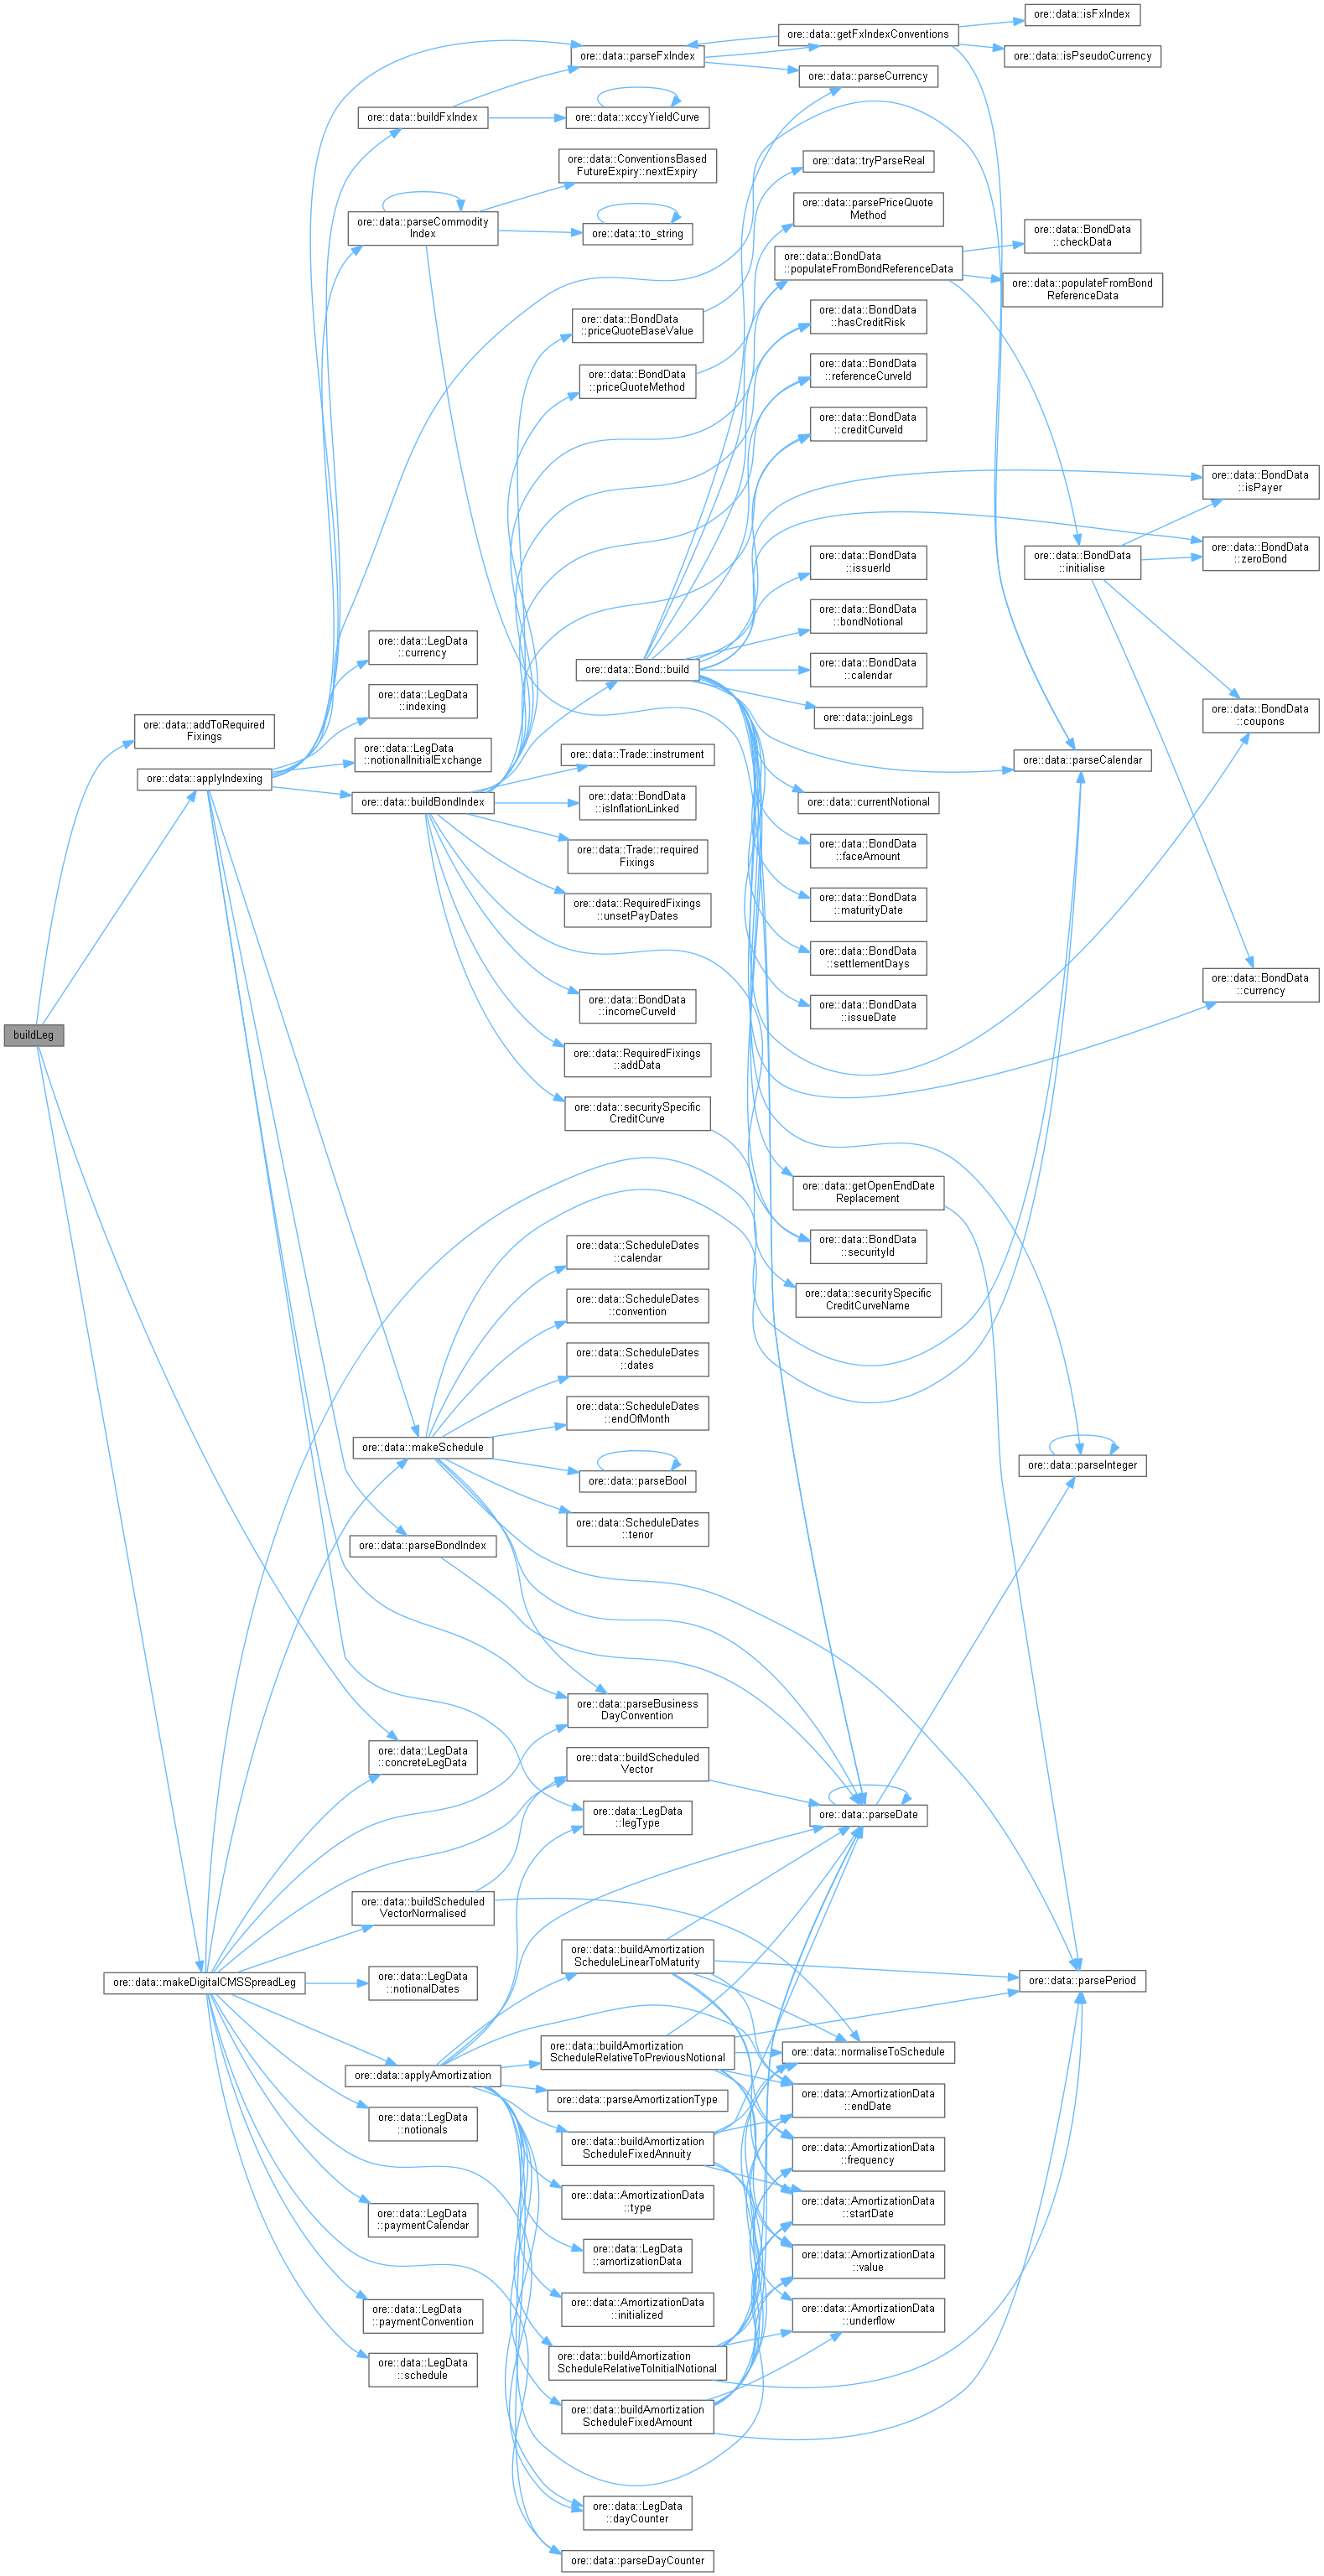 ore::data::isFxIndex
ore::data::getFxIndexConventions
ore::data::parseFxIndex
ore::data::isPseudoCurrency
ore::data::parseCurrency
ore::data::buildFxIndex
ore::data::xccyYieldCurve
ore::data::ConventionsBased
FutureExpiry::nextExpiry
ore::data::tryParseReal
ore::data::parsePriceQuote
Method
ore::data::parseCommodity
Index
ore::data::to_string
ore::data::BondData
::checkData
ore::data::BondData
::populateFromBondReferenceData
ore::data::populateFromBond
ReferenceData
ore::data::BondData
::priceQuoteBaseValue
ore::data::BondData
::hasCreditRisk
ore::data::BondData
::priceQuoteMethod
ore::data::BondData
::referenceCurveId
ore::data::BondData
::creditCurveId
ore::data::BondData
::isPayer
ore::data::BondData
::zeroBond
ore::data::BondData
::issuerId
ore::data::BondData
::initialise
ore::data::BondData
::bondNotional
ore::data::LegData
::currency
ore::data::Bond::build
ore::data::BondData
::calendar
ore::data::LegData
::indexing
ore::data::joinLegs
ore::data::BondData
::coupons
ore::data::addToRequired
Fixings
ore::data::LegData
::notionalInitialExchange
ore::data::Trade::instrument
ore::data::parseCalendar
ore::data::applyIndexing
ore::data::buildBondIndex
ore::data::BondData
::isInflationLinked
ore::data::currentNotional
ore::data::Trade::required
Fixings
ore::data::BondData
::faceAmount
ore::data::RequiredFixings
::unsetPayDates
ore::data::BondData
::maturityDate
ore::data::BondData
::settlementDays
ore::data::BondData
::currency
ore::data::BondData
::incomeCurveId
ore::data::BondData
::issueDate
buildLeg
ore::data::RequiredFixings
::addData
ore::data::securitySpecific
CreditCurve
ore::data::getOpenEndDate
Replacement
ore::data::BondData
::securityId
ore::data::ScheduleDates
::calendar
ore::data::securitySpecific
CreditCurveName
ore::data::ScheduleDates
::convention
ore::data::ScheduleDates
::dates
ore::data::ScheduleDates
::endOfMonth
ore::data::makeSchedule
ore::data::parseBool
ore::data::parseInteger
ore::data::ScheduleDates
::tenor
ore::data::parseBondIndex
ore::data::parseBusiness
DayConvention
ore::data::LegData
::concreteLegData
ore::data::buildScheduled
Vector
ore::data::LegData
::legType
ore::data::parseDate
ore::data::buildScheduled
VectorNormalised
ore::data::buildAmortization
ScheduleLinearToMaturity
ore::data::makeDigitalCMSSpreadLeg
ore::data::LegData
::notionalDates
ore::data::parsePeriod
ore::data::buildAmortization
ScheduleRelativeToPreviousNotional
ore::data::normaliseToSchedule
ore::data::applyAmortization
ore::data::parseAmortizationType
ore::data::AmortizationData
::endDate
ore::data::LegData
::notionals
ore::data::buildAmortization
ScheduleFixedAnnuity
ore::data::AmortizationData
::frequency
ore::data::LegData
::paymentCalendar
ore::data::AmortizationData
::type
ore::data::AmortizationData
::startDate
ore::data::LegData
::amortizationData
ore::data::AmortizationData
::value
ore::data::LegData
::paymentConvention
ore::data::AmortizationData
::initialized
ore::data::AmortizationData
::underflow
ore::data::LegData
::schedule
ore::data::buildAmortization
ScheduleRelativeToInitialNotional
ore::data::buildAmortization
ScheduleFixedAmount
ore::data::LegData
::dayCounter
ore::data::parseDayCounter